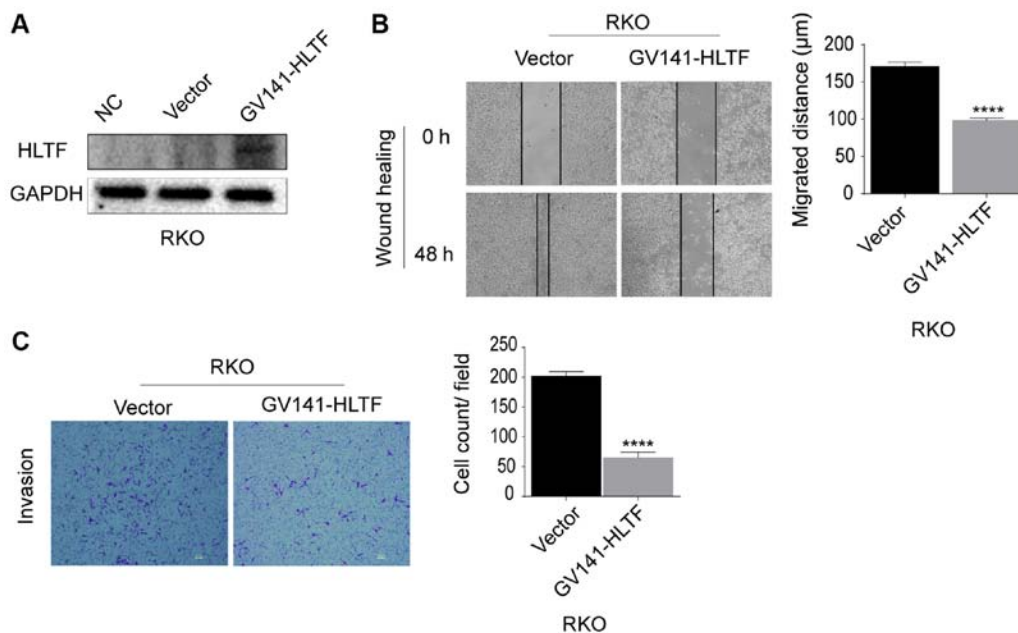 A
NC
Vector
GV141-HLTF
HLTF
GAPDH
RKO
B
RKO
Vector
GV141-HLTF
Wound healing
0 h
48 h
Migrated distance (μm)
200
150
100
50
0
****
Vector
GV141-HLTF
RKO
C
RKO
Vector
GV141-HLTF
Invasion
Cell count/ field
250
200
150
100
50
0
****
Vector
GV141-HLTF
RKO